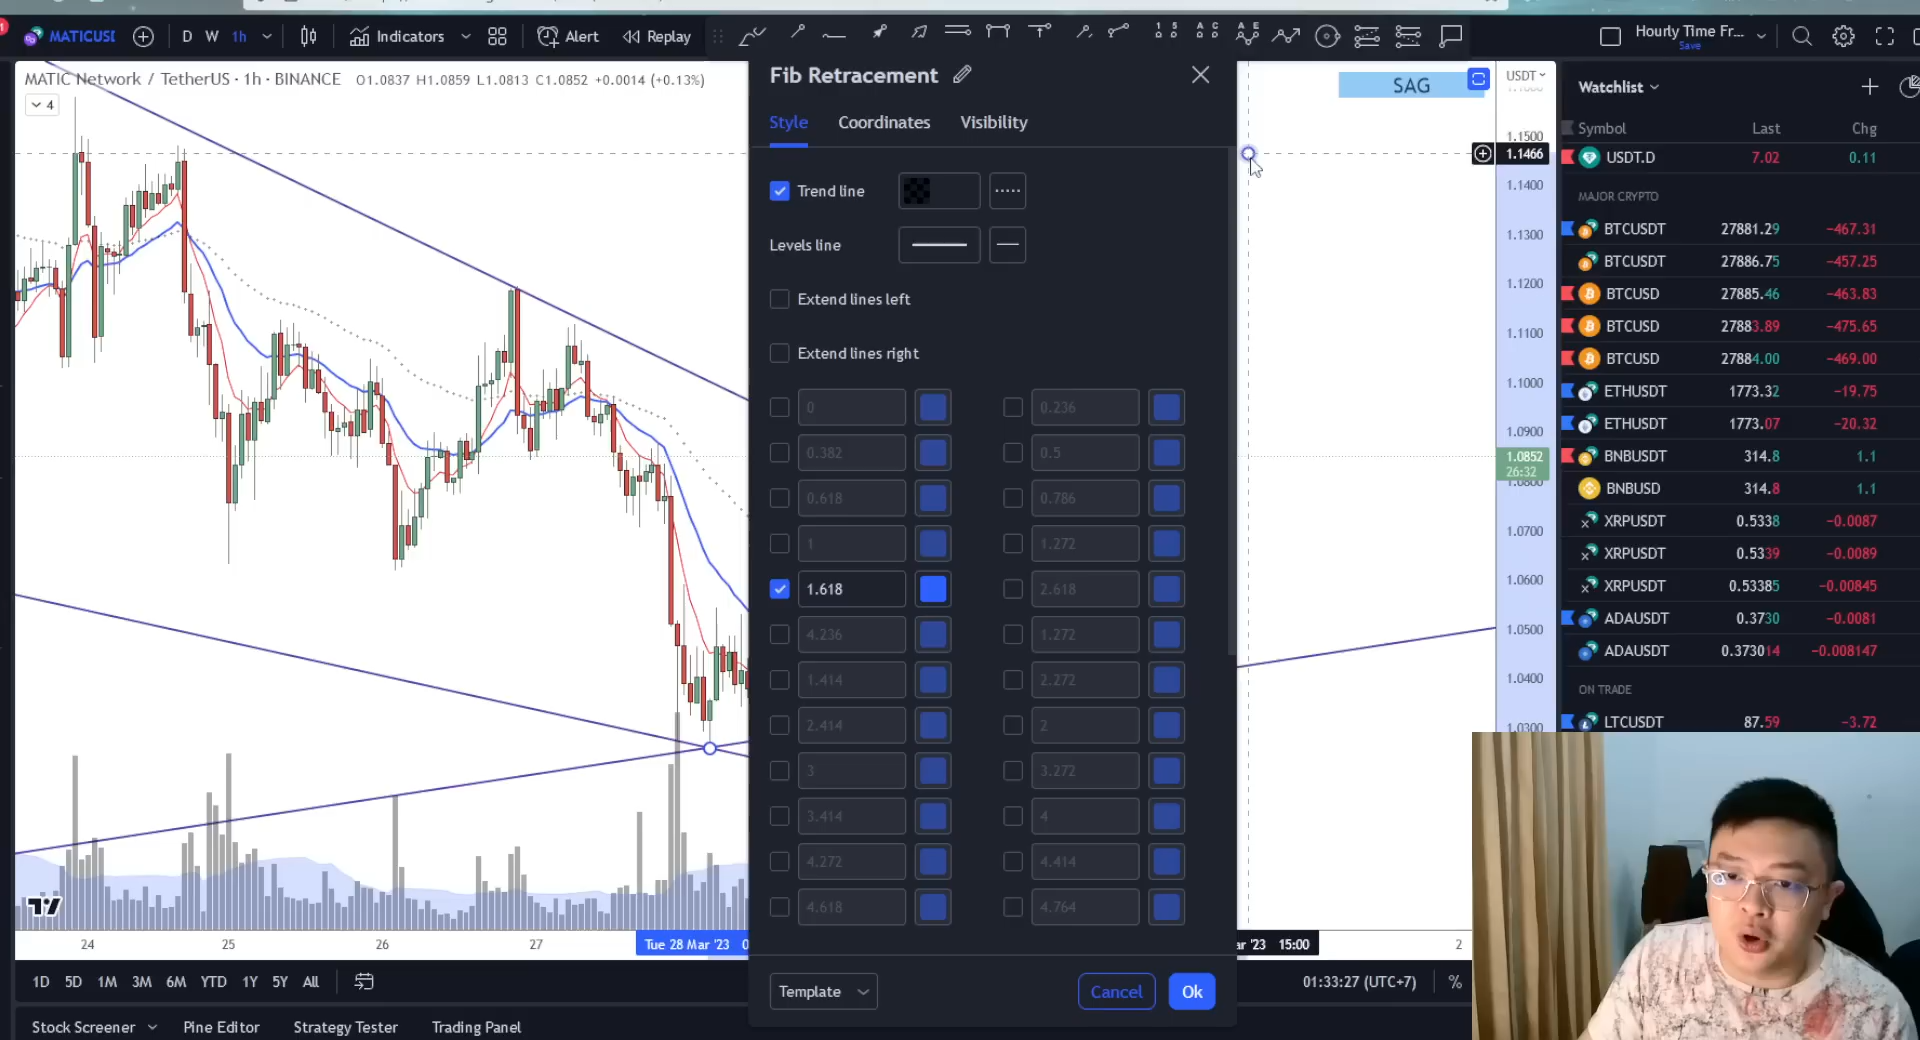 MATICUSD
D W 1h
Indicators
Alert
Replay
Hourly Time Fr...
Save
MATIC Network / TetherUS · 1h · BINANCE O1.0837 H1.0859 L1.0813 C1.0852 +0.0014 (+0.13%)
4
SAG
USDT
1.1500
1.1466
1.1400
1.1300
1.1200
1.1100
1.1000
1.0900
1.0852
26:32
1.0800
1.0700
1.0600
1.0500
1.0400
1.0300
Fib Retracement
Style Coordinates Visibility
Trend line
Levels line
Extend lines left
Extend lines right
0 0.236
0.382 0.5
0.618 0.786
1 1.272
1.618 2.618
4.236 1.272
1.414 2.272
2.414 2
3 3.272
3.414 4
4.272 4.414
4.618 4.764
Template
Cancel
Ok
Watchlist
Symbol Last Chg
USDT.D 7.02 0.11
MAJOR CRYPTO
BTCUSDT 27881.29 −467.31
BTCUSDT 27886.75 −457.25
BTCUSD 27885.46 −463.83
BTCUSD 27883.89 −475.65
BTCUSD 27884.00 −469.00
ETHUSDT 1773.32 −19.75
ETHUSDT 1773.07 −20.32
BNBUSDT 314.8 1.1
BNBUSD 314.8 1.1
XRPUSDT 0.5338 −0.0087
XRPUSDT 0.5339 −0.0089
XRPUSDT 0.53385 −0.00845
ADAUSDT 0.3730 −0.0081
ADAUSDT 0.373014 −0.008147
ON TRADE
LTCUSDT 87.59 −3.72
24 25 26 27 Tue 28 Mar '23 ar '23 15:00 2
1D 5D 1M 3M 6M YTD 1Y 5Y All
01:33:27 (UTC+7) %
Stock Screener Pine Editor Strategy Tester Trading Panel